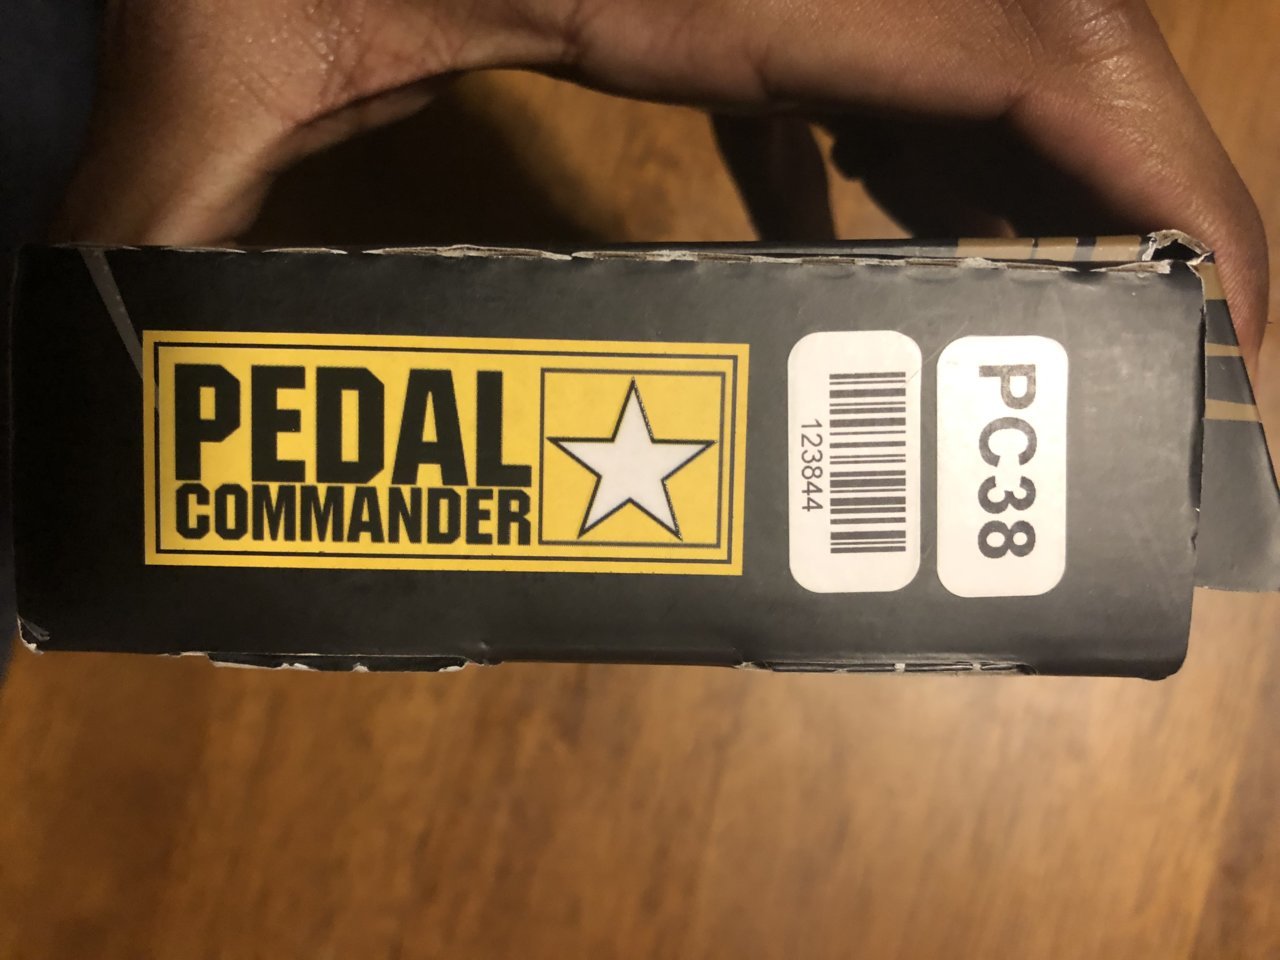 PEDAL
COMMANDER
123844
PC38